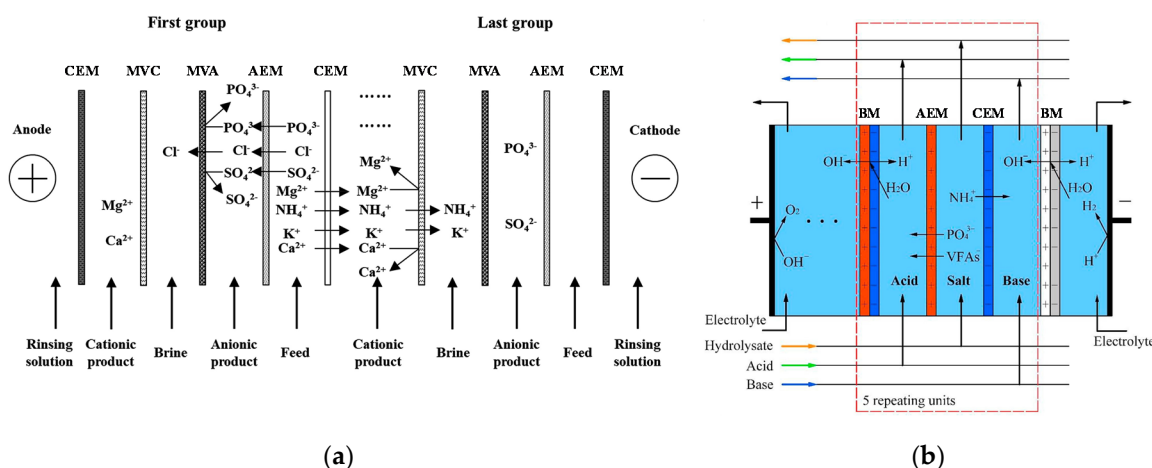 First group
Last group
CEM
MVC
MVA
AEM
CEM
MVC
MVA
AEM
CEM
PO₄³⁻
......
......
Anode
Cathode
PO₄³⁻
PO₄³⁻
Cl⁻
Cl⁻
Cl⁻
SO₄²⁻
SO₄²⁻
SO₄²⁻
PO₄³⁻
SO₄²⁻
Mg²⁺
Ca²⁺
Mg²⁺
NH₄⁺
K⁺
Ca²⁺
Mg²⁺
Mg²⁺
NH₄⁺
K⁺
Ca²⁺
Ca²⁺
NH₄⁺
K⁺
Rinsing
solution
Cationic
product
Brine
Anionic
product
Feed
Cationic
product
Brine
Anionic
product
Feed
Rinsing
solution
(a)
BM
AEM
CEM
BM
OH⁻
H⁺
H₂O
OH⁻
H⁺
H₂O
+
−
O₂
OH⁻
...
NH₄⁺
PO₄³⁻
VFAs⁻
H₂
H⁺
Acid
Salt
Base
Electrolyte
Electrolyte
Hydrolysate
Acid
Base
5 repeating units
(b)